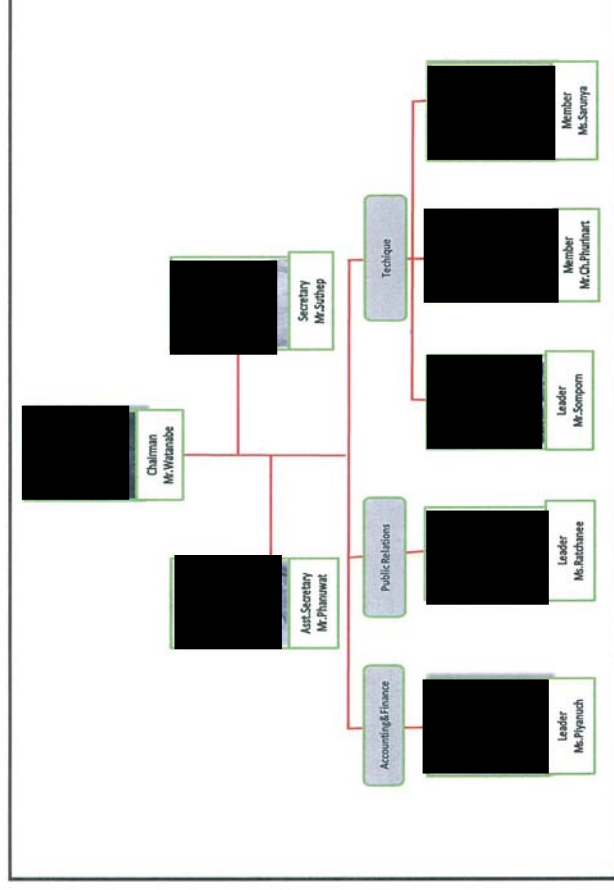 Chairman
Mr.Watanabe
Asst.Secretary
Mr.Phanuwat
Secretary
Mr.Suthep
Accounting&Finance
Public Relations
Techique
Leader
Ms.Piyanuch
Leader
Ms.Ratchanee
Leader
Mr.Somporn
Member
Mr.Ch.Phurinart
Member
Ms.Sarunya